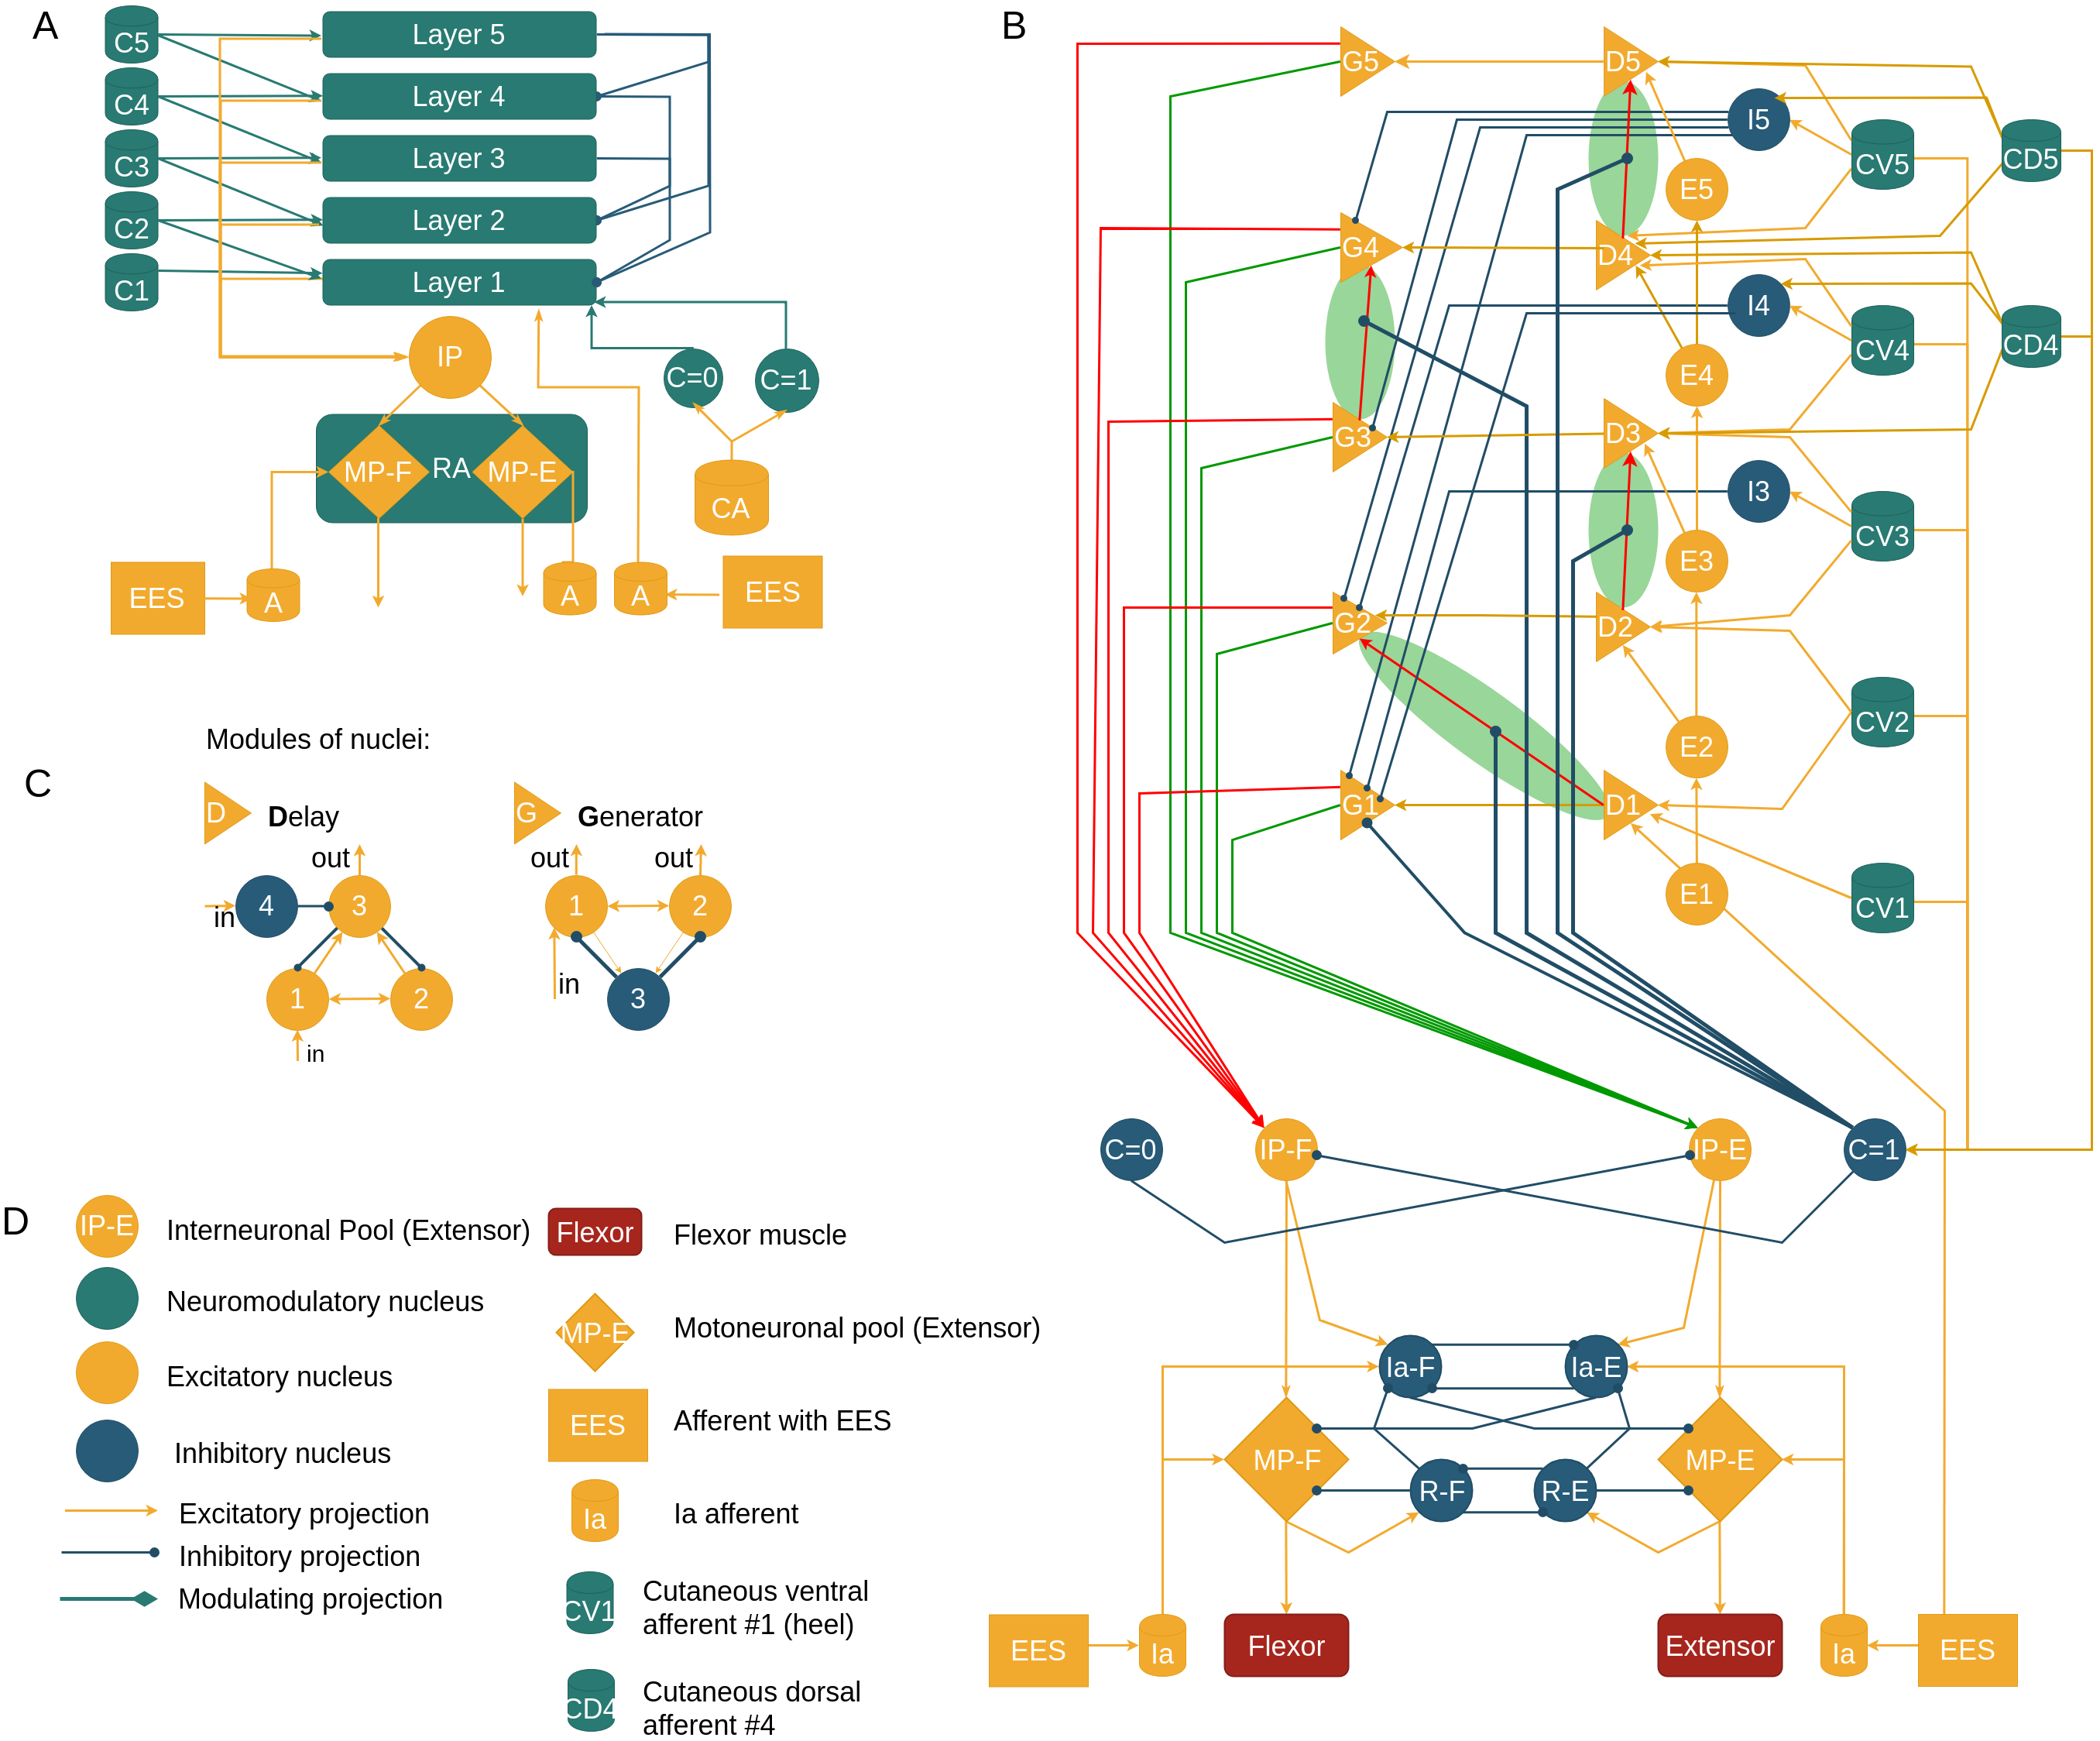 A
C5
Layer 5
C4
Layer 4
C3
Layer 3
C2
Layer 2
C1
Layer 1
IP
C=0
C=1
MP-F
RA
MP-E
CA
EES
A
A
A
EES
B
G5
D5
I5
CV5
CD5
E5
G4
D4
I4
CV4
CD4
E4
G3
D3
I3
CV3
E3
G2
D2
CV2
E2
G1
D1
CV1
E1
C=0
IP-F
IP-E
C=1
Ia-F
Ia-E
MP-F
MP-E
R-F
R-E
EES
Ia
Flexor
Extensor
Ia
EES
Modules of nuclei:
C
D
Delay
out
4
3
in
1
2
in
G
Generator
out
out
1
2
in
3
D
IP-E
Interneuronal Pool (Extensor)
Neuromodulatory nucleus
Excitatory nucleus
Inhibitory nucleus
Excitatory projection
Inhibitory projection
Modulating projection
Flexor
Flexor muscle
MP-E
Motoneuronal pool (Extensor)
EES
Afferent with EES
Ia
Ia afferent
CV1
Cutaneous ventral
afferent #1 (heel)
CD4
Cutaneous dorsal
afferent #4